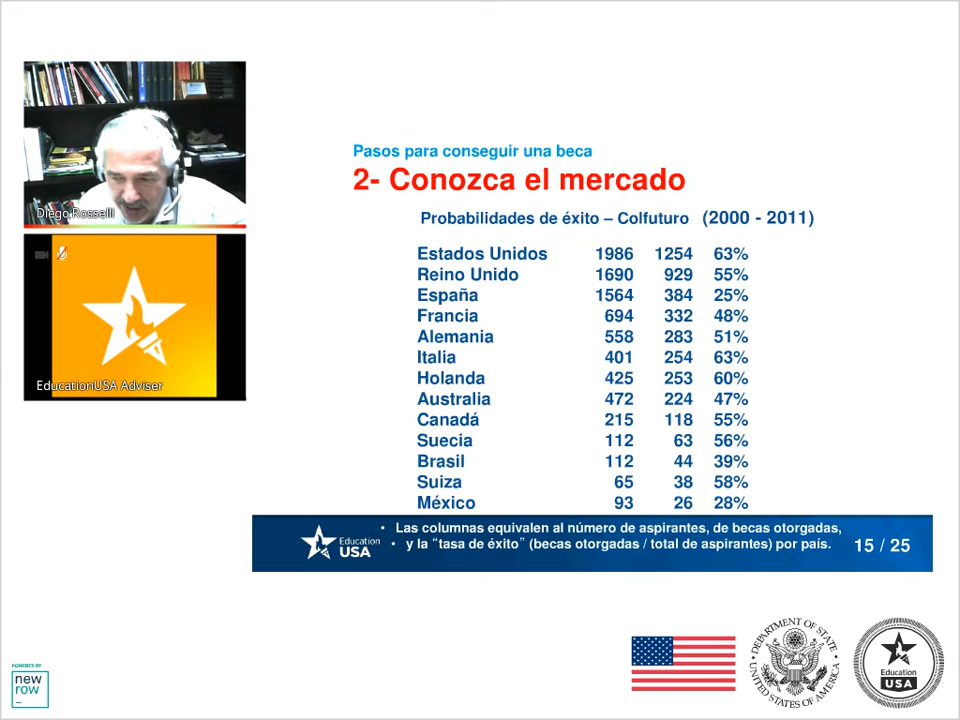 Diego Rosselli
EducationUSA Adviser
Pasos para conseguir una beca
2- Conozca el mercado
Probabilidades de éxito – Colfuturo (2000 - 2011)
Estados Unidos 1986 1254 63%
Reino Unido 1690 929 55%
España 1564 384 25%
Francia 694 332 48%
Alemania 558 283 51%
Italia 401 254 63%
Holanda 425 253 60%
Australia 472 224 47%
Canadá 215 118 55%
Suecia 112 63 56%
Brasil 112 44 39%
Suiza 65 38 58%
México 93 26 28%
Education
USA
• Las columnas equivalen al número de aspirantes, de becas otorgadas,
• y la “tasa de éxito” (becas otorgadas / total de aspirantes) por país.
15 / 25
POWERED BY
new
row
DEPARTMENT OF STATE
UNITED STATES OF AMERICA
Education
USA